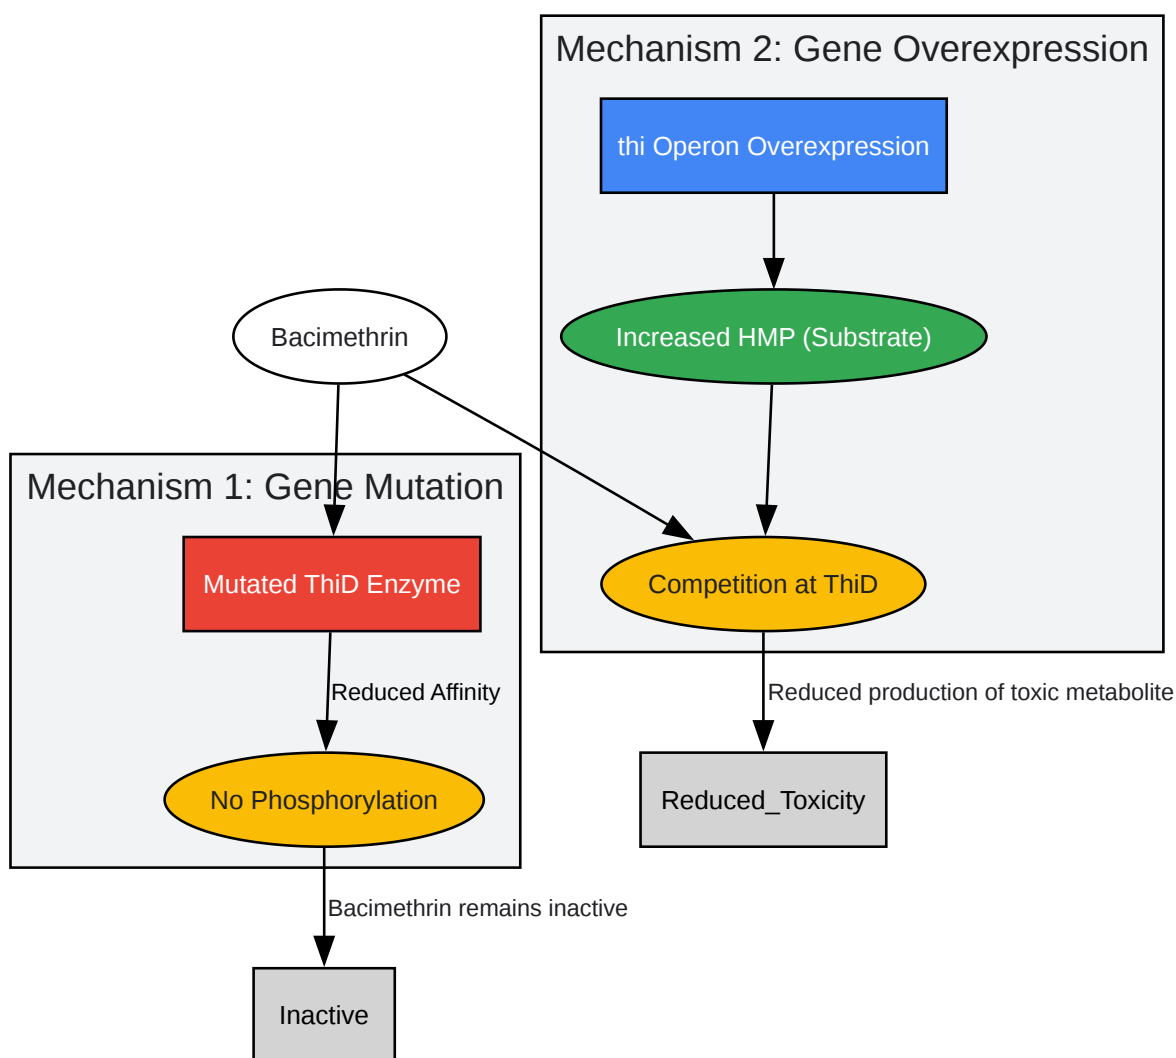 Mechanism 2: Gene Overexpression
thi Operon Overexpression
Bacimethrin
Increased HMP (Substrate)
Mechanism 1: Gene Mutation
Mutated ThiD Enzyme
Competition at ThiD
Reduced Affinity
Reduced production of toxic metabolite
No Phosphorylation
Reduced_Toxicity
Bacimethrin remains inactive
Inactive